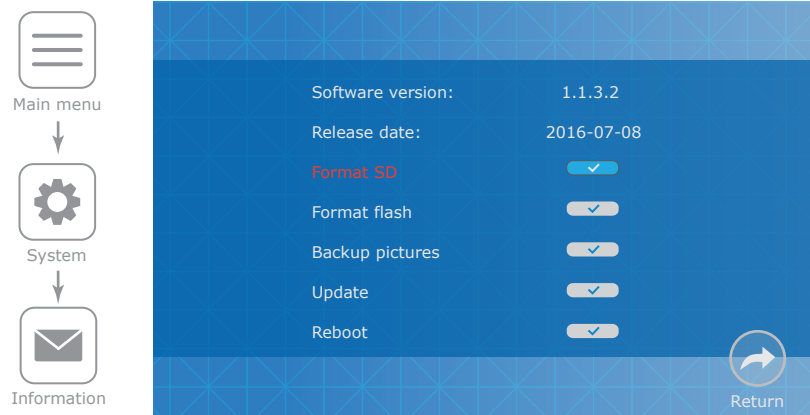 Main menu
System
Information
Software version: 1.1.3.2
Release date: 2016-07-08
Format SD
Format flash
Backup pictures
Update
Reboot
Return